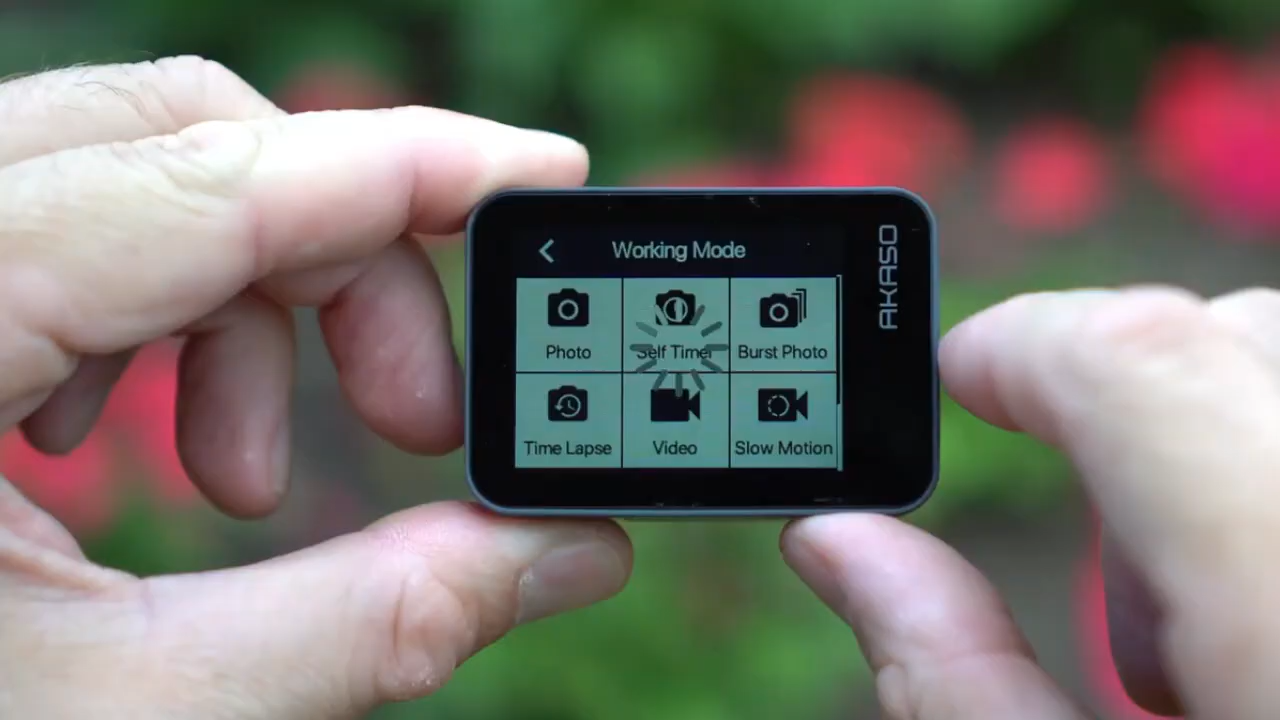 Working Mode
Photo
Self Timer
Burst Photo
Time Lapse
Video
Slow Motion
AKASO